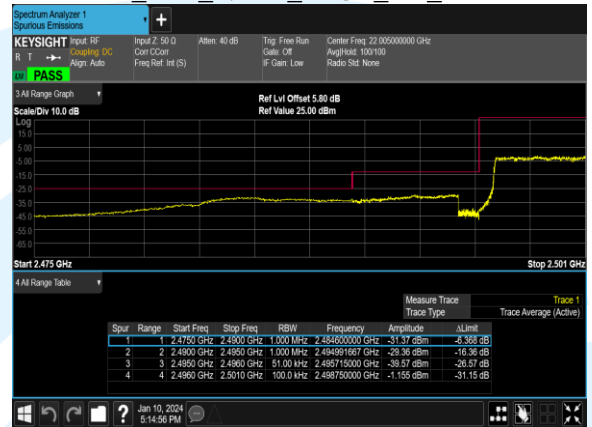 Spectrum Analyzer 1
Spurious Emissions
KEYSIGHT Input: RF Input Z: 50 Ω Atten: 40 dB Trig: Free Run Center Freq: 22.005000000 GHz
R T Coupling: DC Corr CCorr Gate: Off Avg|Hold: 100/100
Align: Auto Freq Ref: Int (S) IF Gain: Low Radio Std: None
LV PASS
3 All Range Graph
Ref Lvl Offset 5.80 dB
Scale/Div 10.0 dB Ref Value 25.00 dBm
Log
15.0
5.00
-5.00
-15.0
-25.0
-35.0
-45.0
-55.0
-65.0
Start 2.475 GHz Stop 2.501 GHz
4 All Range Table
Measure Trace Trace 1
Trace Type Trace Average (Active)
Spur Range Start Freq Stop Freq RBW Frequency Amplitude ΔLimit
1 1 2.4750 GHz 2.4900 GHz 1.000 MHz 2.484600000 GHz -31.37 dBm -6.368 dB
2 2 2.4900 GHz 2.4950 GHz 1.000 MHz 2.494991667 GHz -29.36 dBm -16.36 dB
3 3 2.4950 GHz 2.4960 GHz 51.00 kHz 2.495715000 GHz -39.57 dBm -26.57 dB
4 4 2.4960 GHz 2.5010 GHz 100.0 kHz 2.498750000 GHz -1.155 dBm -31.15 dB
Jan 10, 2024
5:14:56 PM